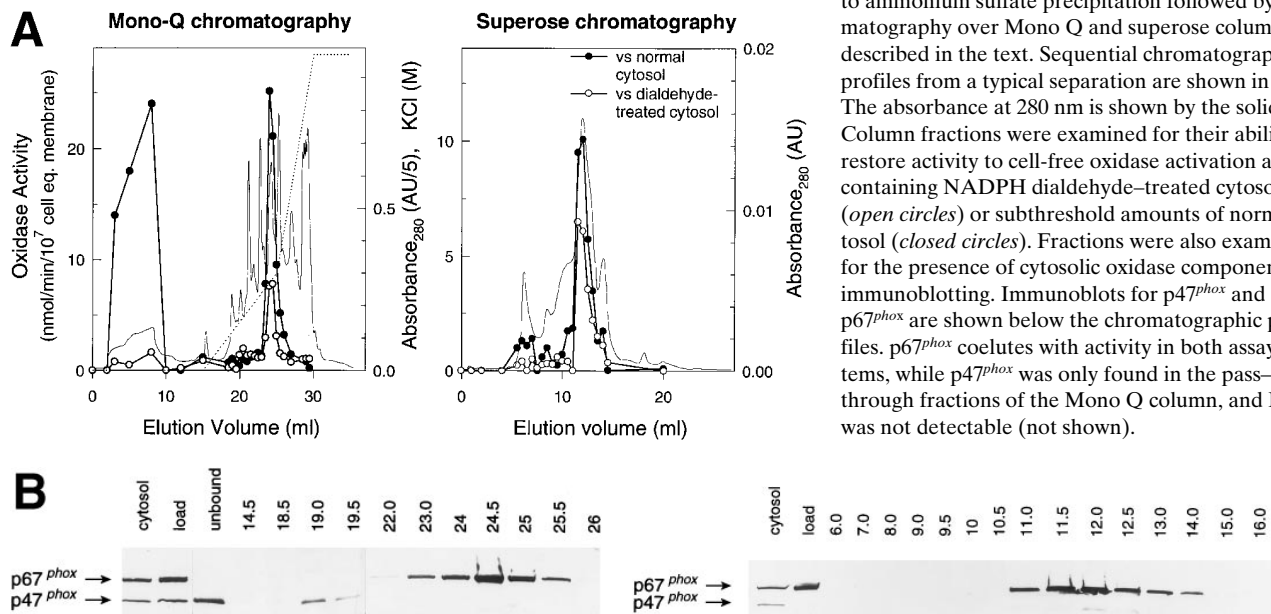 A
Mono-Q chromatography
Oxidase Activity
(nmol/min/10^7 cell eq. membrane)
20
10
0
0.5
0.0
Absorbance280 (AU/5), KCl (M)
0 10 20 30
Elution Volume (ml)
Superose chromatography
vs normal
cytosol
vs dialdehyde-
treated cytosol
10
5
0
0.02
0.01
0.00
Absorbance280 (AU)
0 10 20
Elution volume (ml)
to ammonium sulfate precipitation followed by
matography over Mono Q and superose colum
described in the text. Sequential chromatograp
profiles from a typical separation are shown in
The absorbance at 280 nm is shown by the solid
Column fractions were examined for their abili
restore activity to cell-free oxidase activation a
containing NADPH dialdehyde–treated cytoso
(open circles) or subthreshold amounts of norm
tosol (closed circles). Fractions were also exam
for the presence of cytosolic oxidase componen
immunoblotting. Immunoblots for p47phox and
p67phox are shown below the chromatographic p
files. p67phox coelutes with activity in both assay
tems, while p47phox was only found in the pass–
through fractions of the Mono Q column, and
was not detectable (not shown).
B
cytosol load unbound 14.5 18.5 19.0 19.5 22.0 23.0 24 24.5 25 25.5 26
p67 phox
p47 phox
cytosol load 6.0 7.0 8.0 9.0 9.5 10 10.5 11.0 11.5 12.0 12.5 13.0 14.0 15.0 16.0
p67 phox
p47 phox